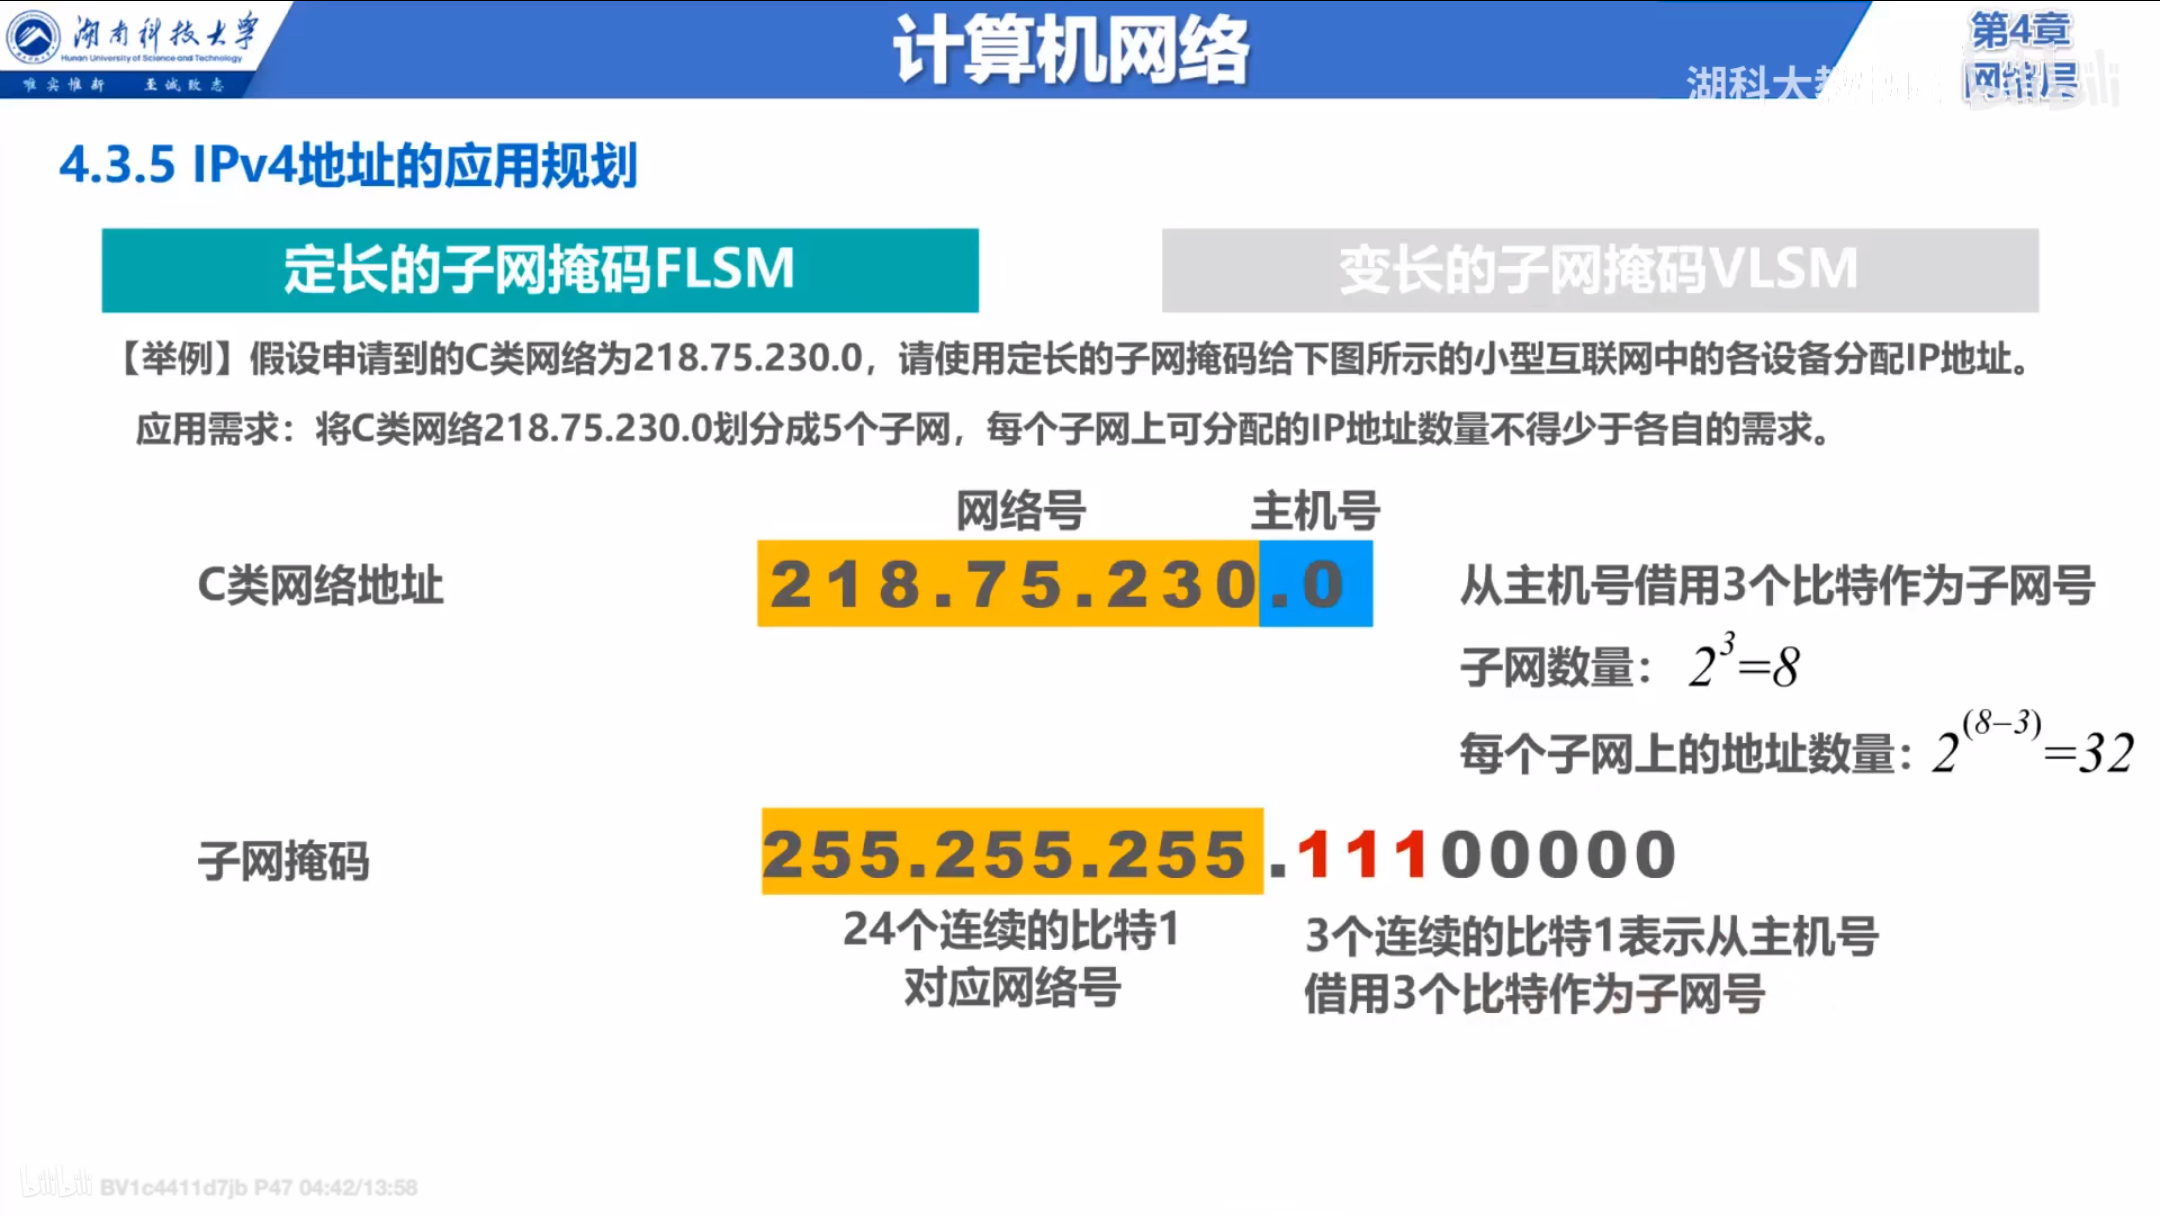 湖南科技大学
Hunan University of Science and Technology
唯实惟新 至诚致志
计算机网络
第4章
网络层
湖科大教
bilibili
4.3.5 IPv4地址的应用规划
定长的子网掩码FLSM
变长的子网掩码VLSM
【举例】假设申请到的C类网络为218.75.230.0，请使用定长的子网掩码给下图所示的小型互联网中的各设备分配IP地址。
应用需求：将C类网络218.75.230.0划分成5个子网，每个子网上可分配的IP地址数量不得少于各自的需求。
网络号 主机号
C类网络地址
218.75.230.0
从主机号借用3个比特作为子网号
子网数量： 2^3=8
每个子网上的地址数量：2^(8-3)=32
子网掩码
255.255.255.11100000
24个连续的比特1
对应网络号
3个连续的比特1表示从主机号
借用3个比特作为子网号
bilibili BV1c4411d7jb P47 04:42/13:58